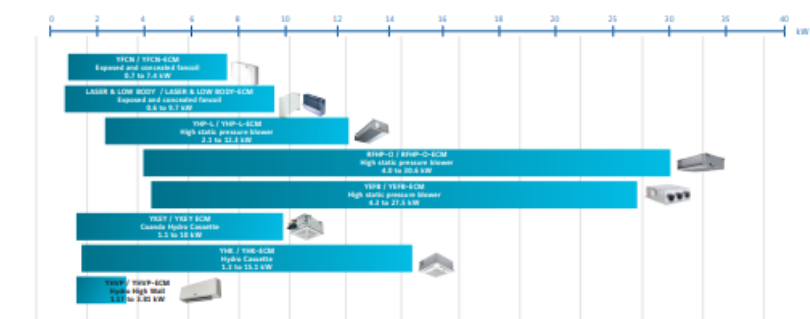 0 2 4 6 8 10 12 14 16 18 20 25 30 35 40
kW
YFCN / YFCN-ECM
Exposed and concealed fancoil
0.7 to 7.4 kW
LASER & LOW BODY / LASER & LOW BODY-ECM
Exposed and concealed fancoil
0.6 to 9.7 kW
YHP-L / YHP-L-ECM
High static pressure blower
2.1 to 12.3 kW
RFHP-O / RFHP-O-ECM
High static pressure blower
4.0 to 30.6 kW
YEFB / YEFB-ECM
High static pressure blower
4.3 to 27.5 kW
YKEY / YKEY ECM
Coanda Hydro Cassette
1.1 to 10 kW
YHK / YHK-ECM
Hydro Cassette
1.3 to 15.1 kW
YHVP / YHVP-ECM
Hydro High Wall
1.17 to 3.81 kW